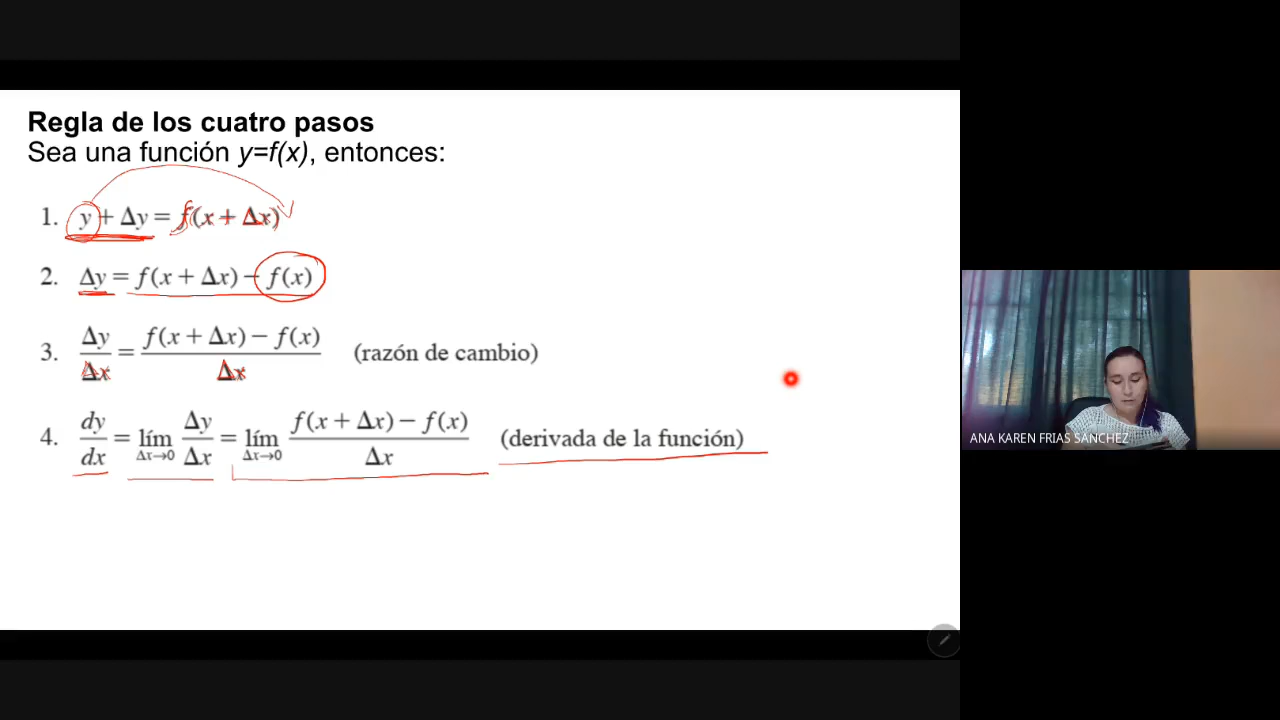 Regla de los cuatro pasos
Sea una función y=f(x), entonces:
1. y + Δy = f(x + Δx)
2. Δy = f(x + Δx) − f(x)
3. Δy/Δx = f(x + Δx) − f(x)/Δx (razón de cambio)
4. dy/dx = lím Δx→0 Δy/Δx = lím Δx→0 f(x + Δx) − f(x)/Δx (derivada de la función)
ANA KAREN FRIAS SANCHEZ